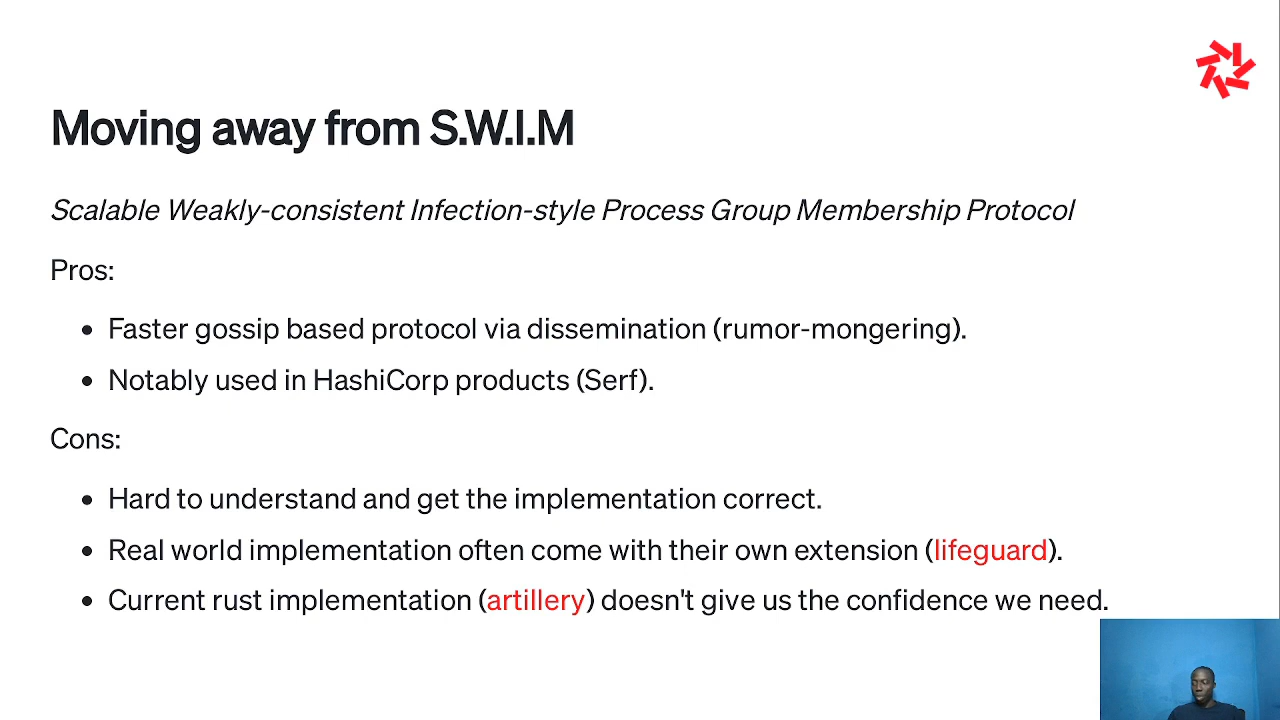 Moving away from S.W.I.M
Scalable Weakly-consistent Infection-style Process Group Membership Protocol
Pros:
• Faster gossip based protocol via dissemination (rumor-mongering).
• Notably used in HashiCorp products (Serf).
Cons:
• Hard to understand and get the implementation correct.
• Real world implementation often come with their own extension (lifeguard).
• Current rust implementation (artillery) doesn't give us the confidence we need.